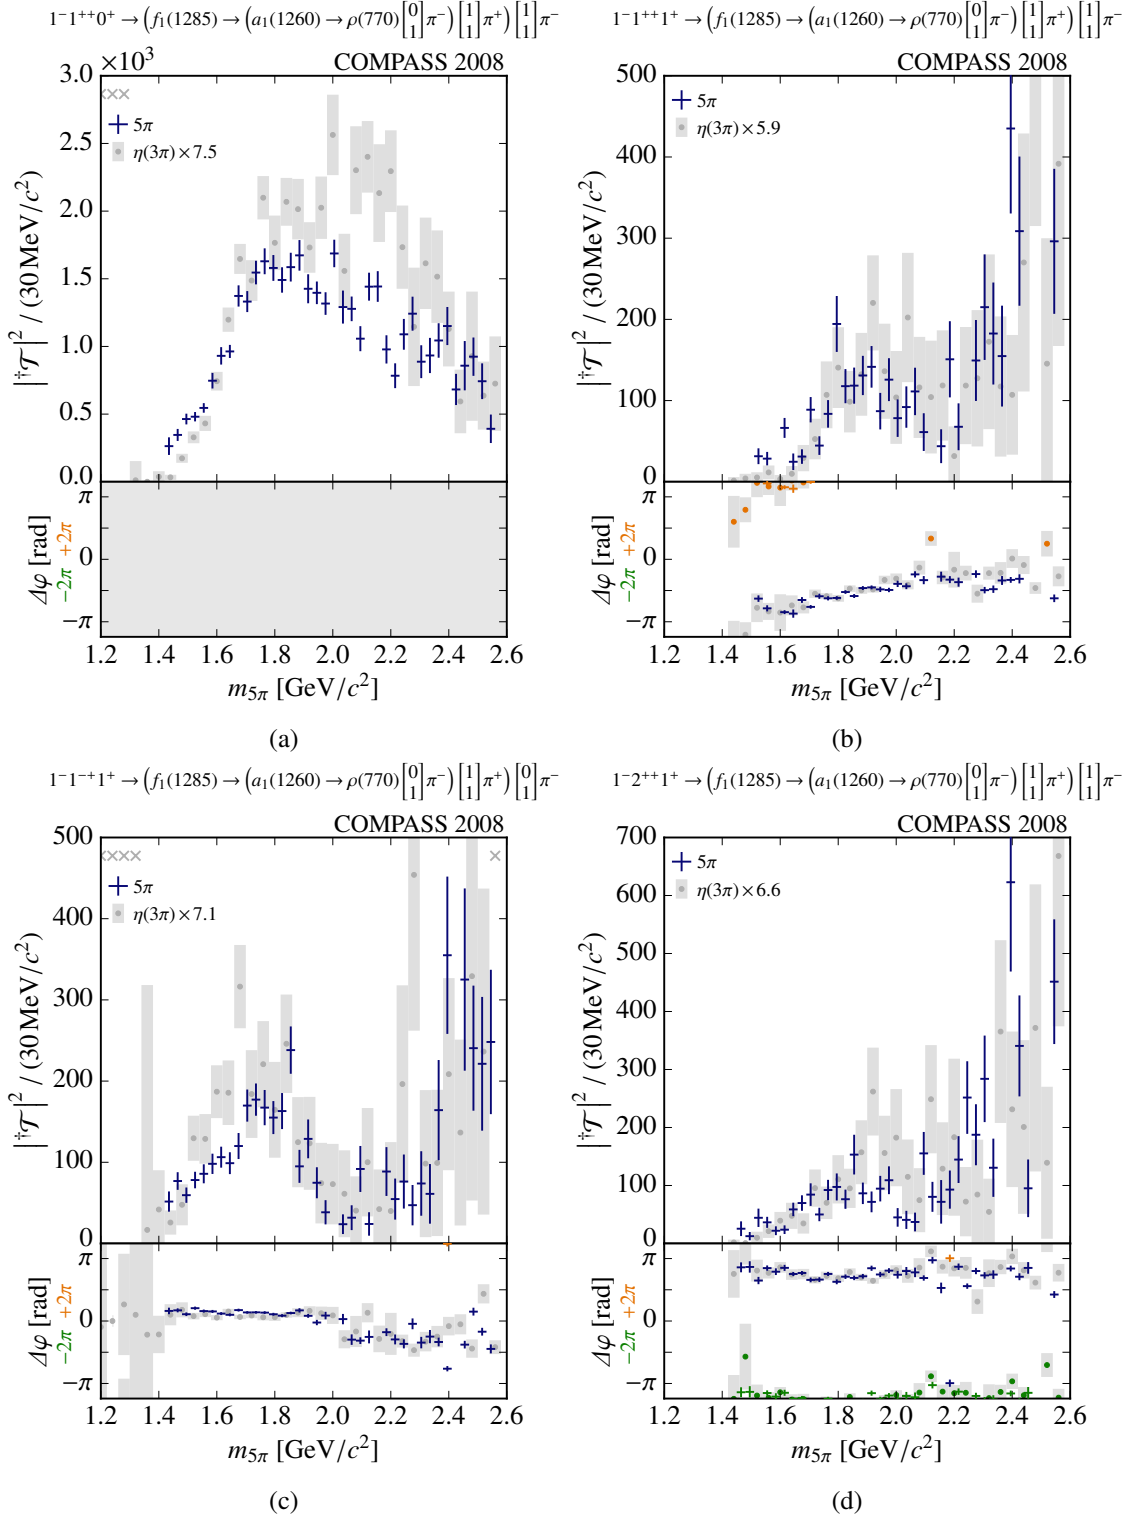 1⁻1⁺⁺0⁺ → (f₁(1285) → (a₁(1260) → ρ(770)[0 1]π⁻)[1 1]π⁺)[1 1]π⁻
×10³ COMPASS 2008
3.0
2.5
2.0
1.5
1.0
0.5
0.0
5π
η(3π)×7.5
|†𝒯|² / (30 MeV/c²)
π
0
−π
Δφ [rad]
−2π +2π
1.2 1.4 1.6 1.8 2.0 2.2 2.4 2.6
m₅π [GeV/c²]
(a)
1⁻1⁺⁺1⁺ → (f₁(1285) → (a₁(1260) → ρ(770)[0 1]π⁻)[1 1]π⁺)[1 1]π⁻
COMPASS 2008
500
400
300
200
100
0
5π
η(3π)×5.9
|†𝒯|² / (30 MeV/c²)
π
0
−π
Δφ [rad]
−2π +2π
1.2 1.4 1.6 1.8 2.0 2.2 2.4 2.6
m₅π [GeV/c²]
(b)
1⁻1⁻⁺1⁺ → (f₁(1285) → (a₁(1260) → ρ(770)[0 1]π⁻)[1 1]π⁺)[0 1]π⁻
COMPASS 2008
500
400
300
200
100
0
5π
η(3π)×7.1
|†𝒯|² / (30 MeV/c²)
π
0
−π
Δφ [rad]
−2π +2π
1.2 1.4 1.6 1.8 2.0 2.2 2.4 2.6
m₅π [GeV/c²]
(c)
1⁻2⁺⁺1⁺ → (f₁(1285) → (a₁(1260) → ρ(770)[0 1]π⁻)[1 1]π⁺)[1 1]π⁻
COMPASS 2008
700
600
500
400
300
200
100
0
5π
η(3π)×6.6
|†𝒯|² / (30 MeV/c²)
π
0
−π
Δφ [rad]
−2π +2π
1.2 1.4 1.6 1.8 2.0 2.2 2.4 2.6
m₅π [GeV/c²]
(d)